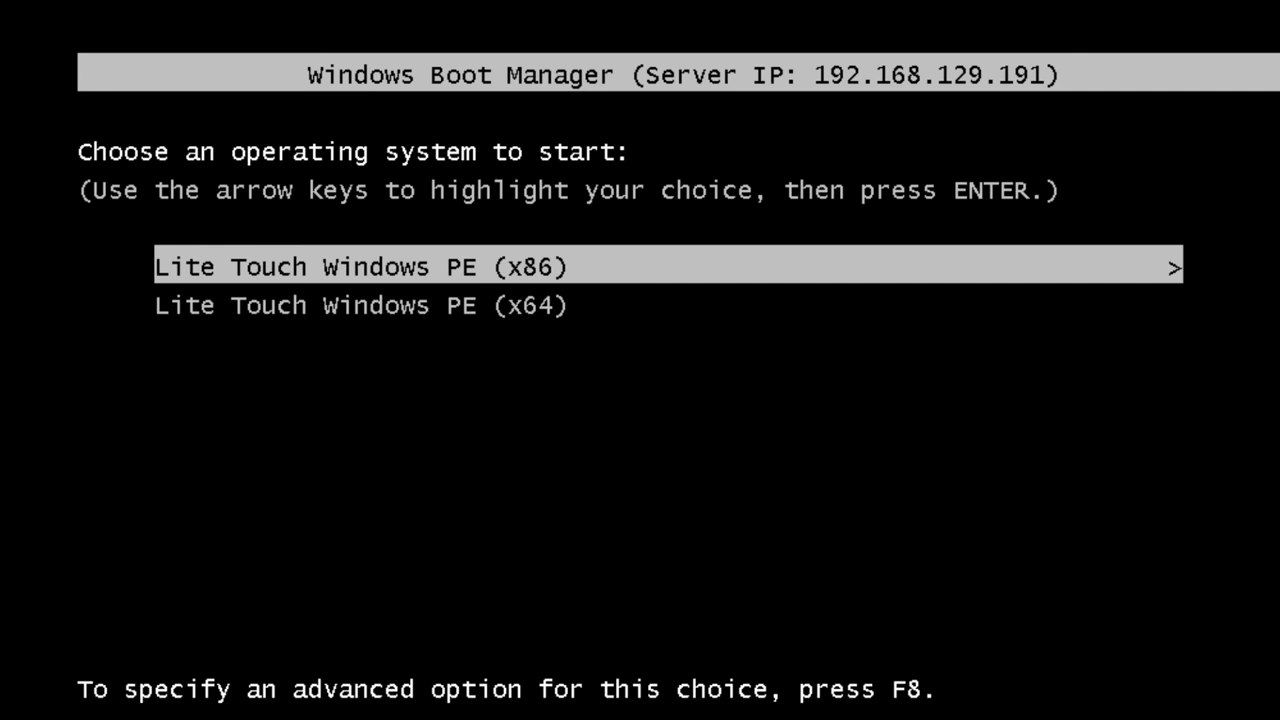 Windows Boot Manager (Server IP: 192.168.129.191)
Choose an operating system to start:
(Use the arrow keys to highlight your choice, then press ENTER.)
Lite Touch Windows PE (x86) >
Lite Touch Windows PE (x64)
To specify an advanced option for this choice, press F8.